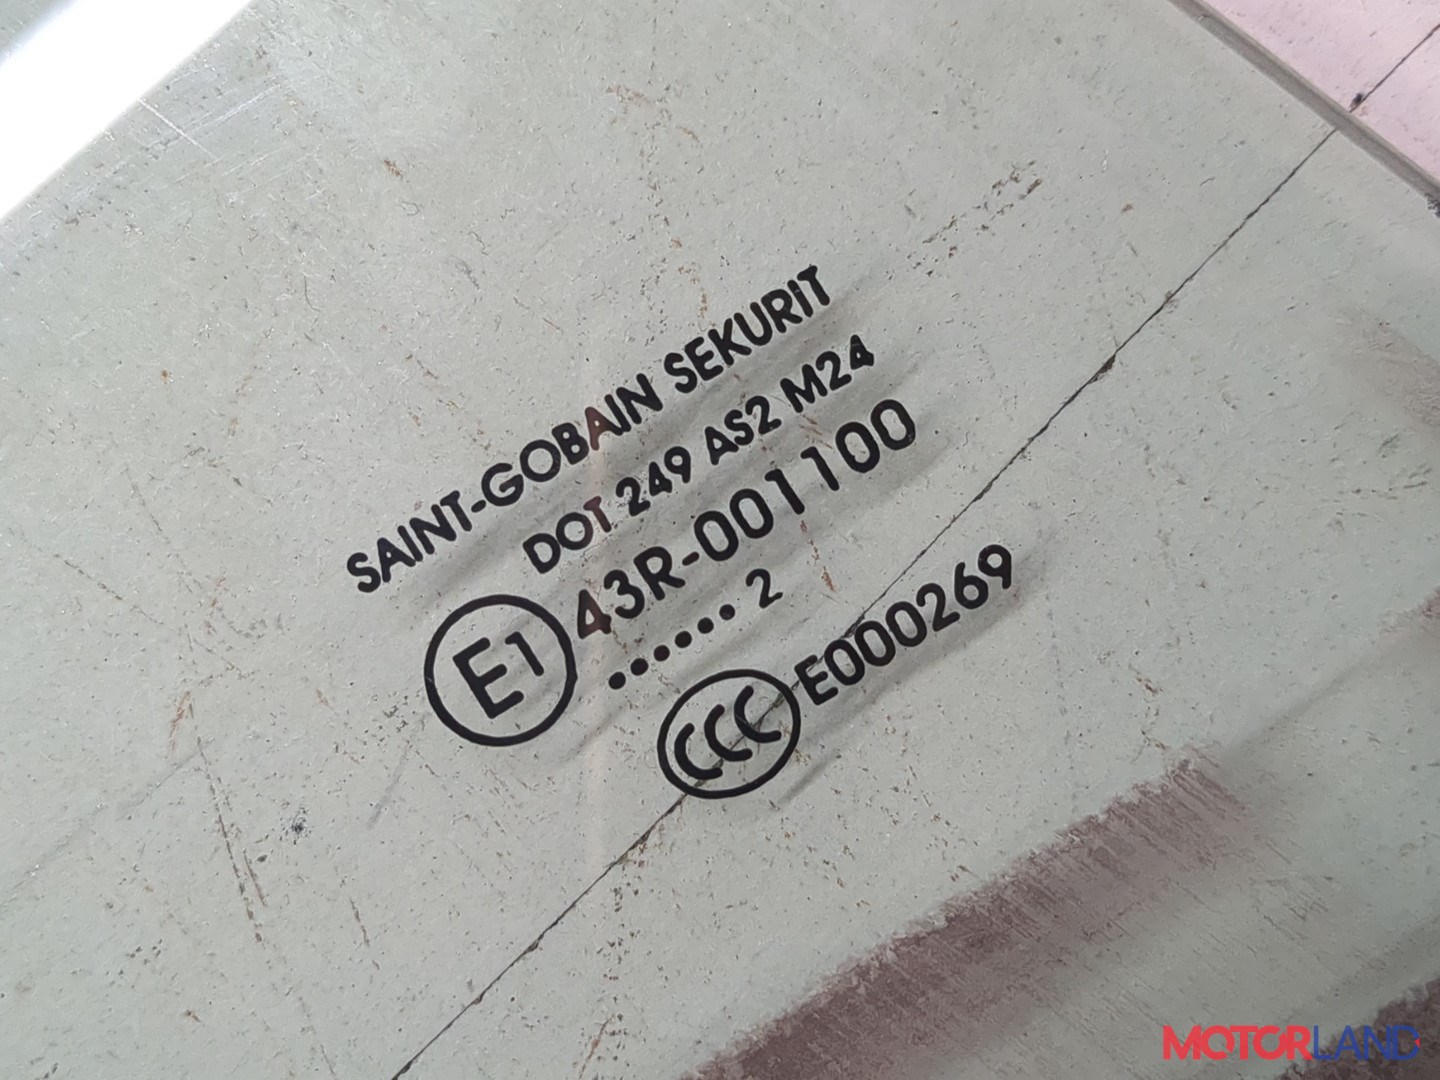 SAINT-GOBAIN SEKURIT
DOT 249 AS2 M24
E1 43R-001100
•••••• 2
CCC E000269
MOTORLAND